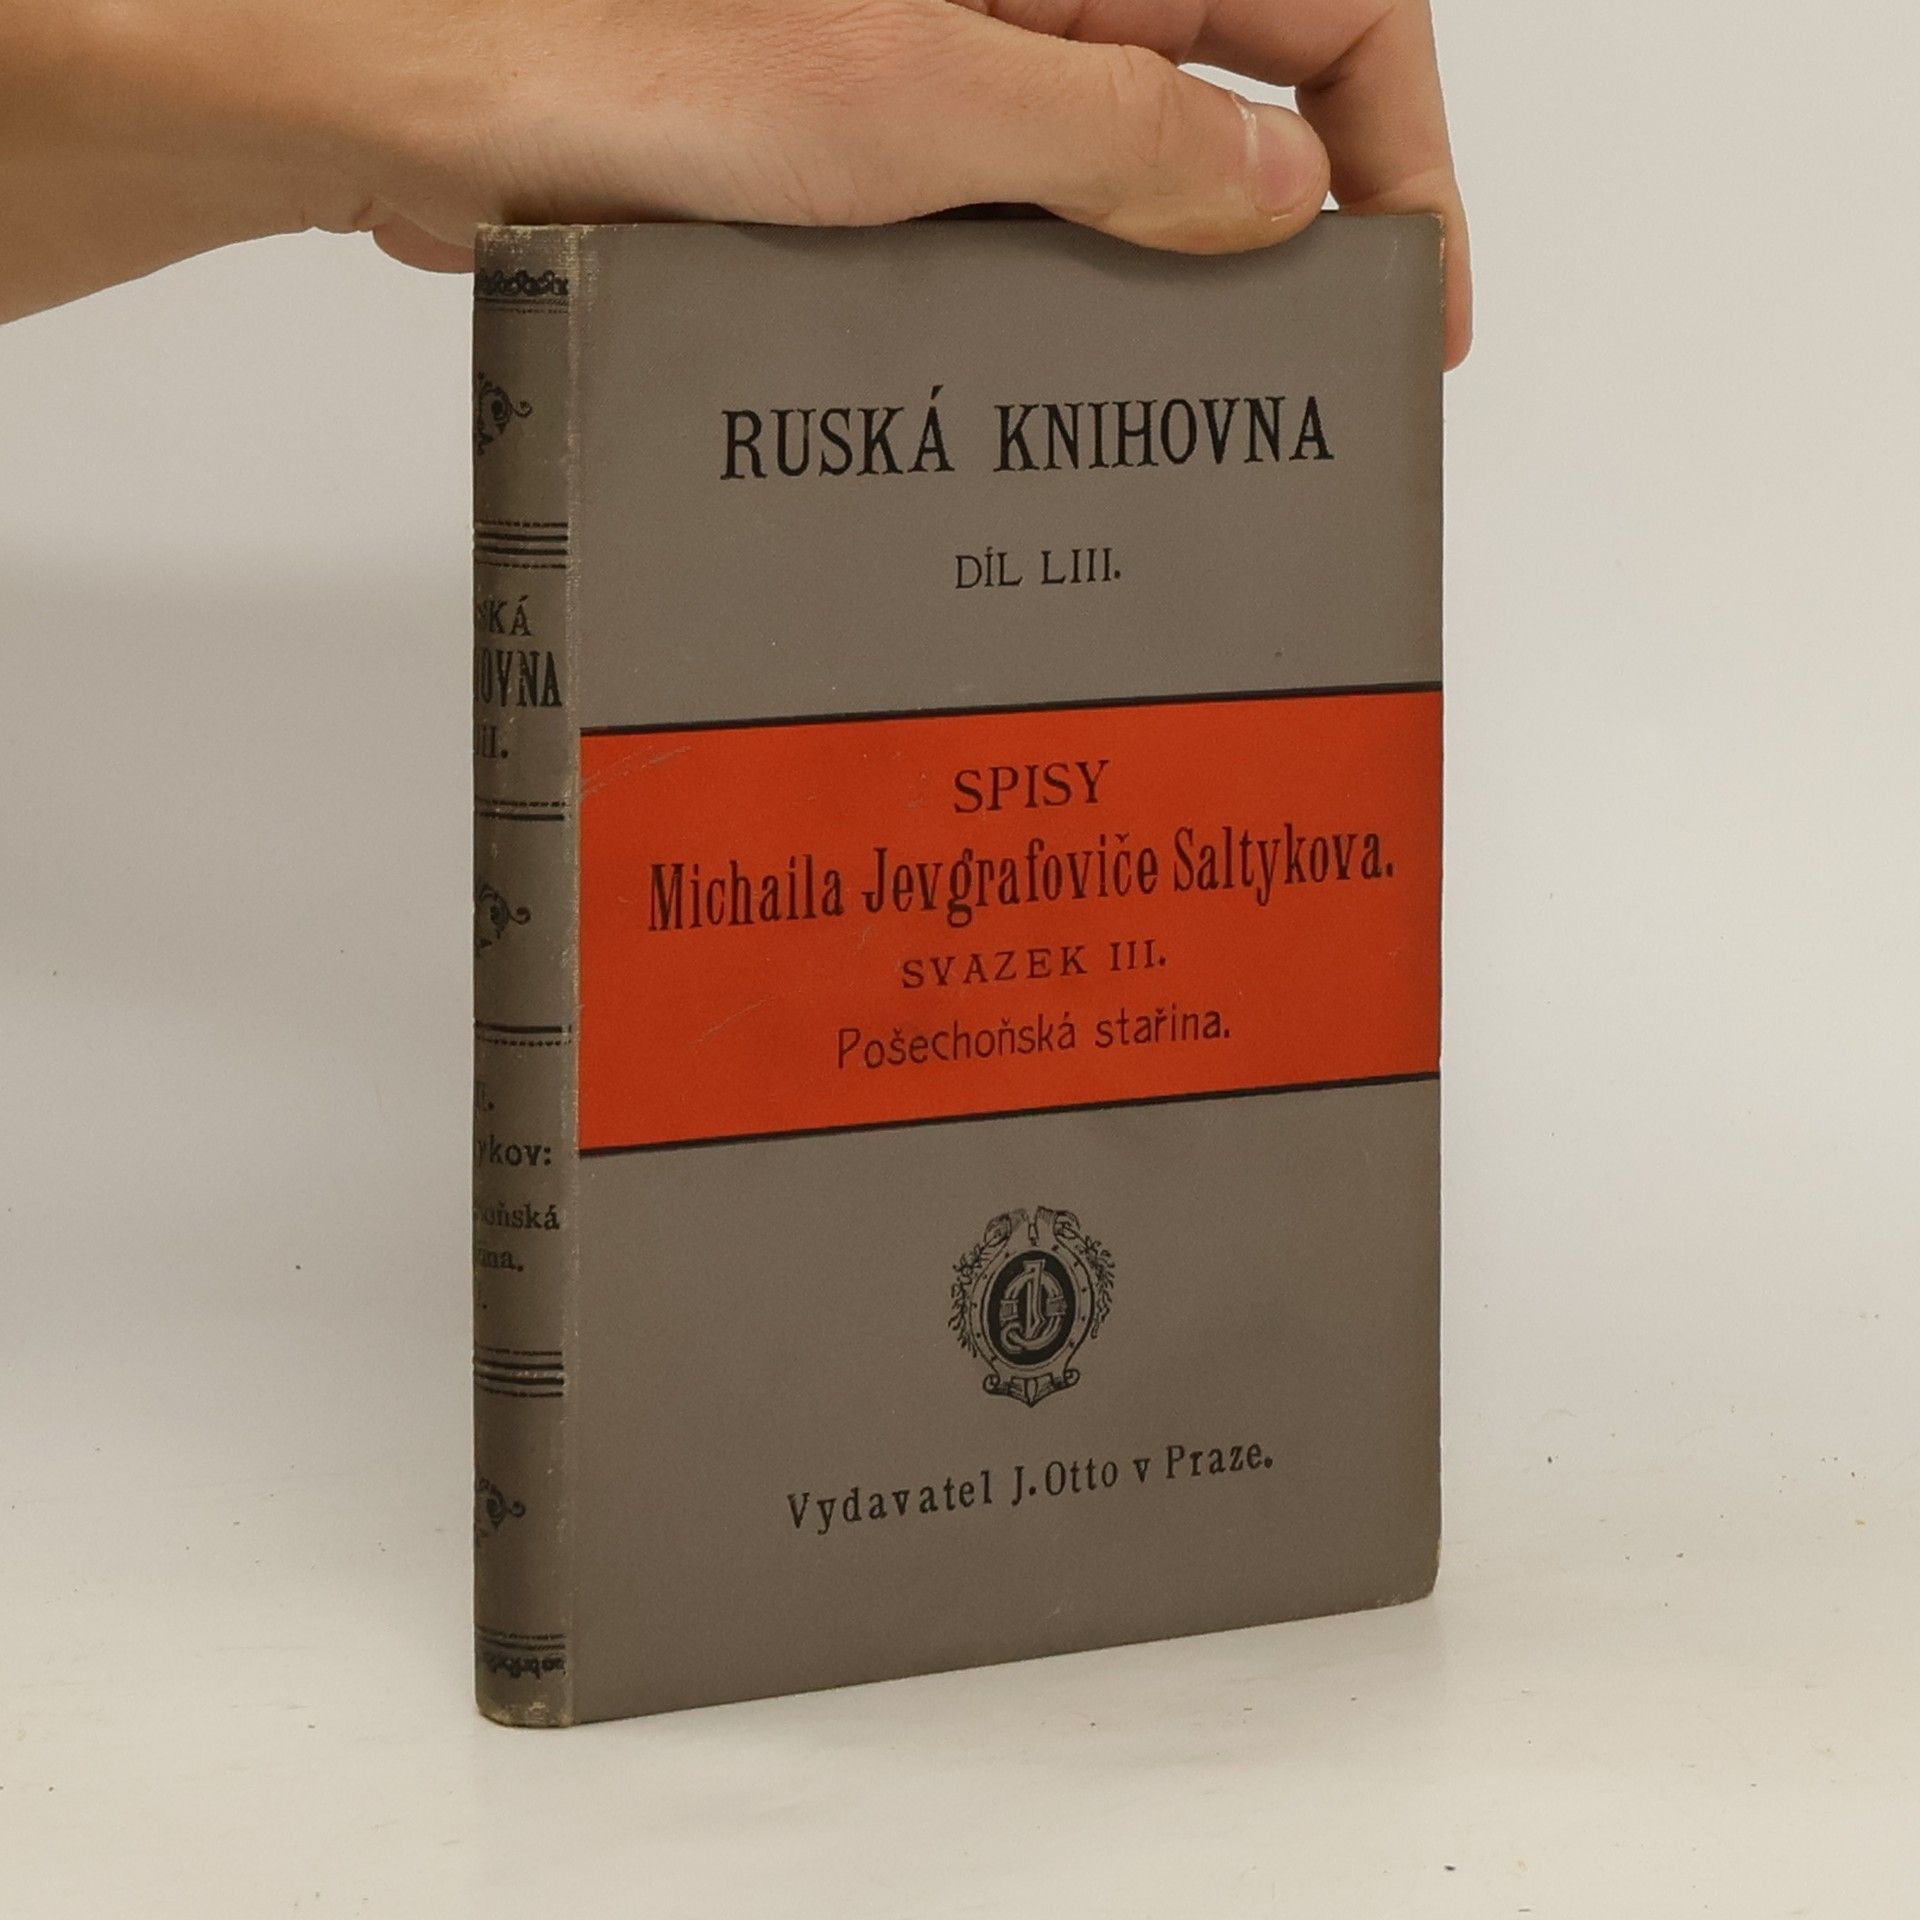 RUSKÁ KNIHOVNA
DÍL LIII.
SPISY
Michaila Jevgrafoviče Saltykova.
SVAZEK III.
Pošechoňská stařina.
Vydavatel J. Otto v Praze.